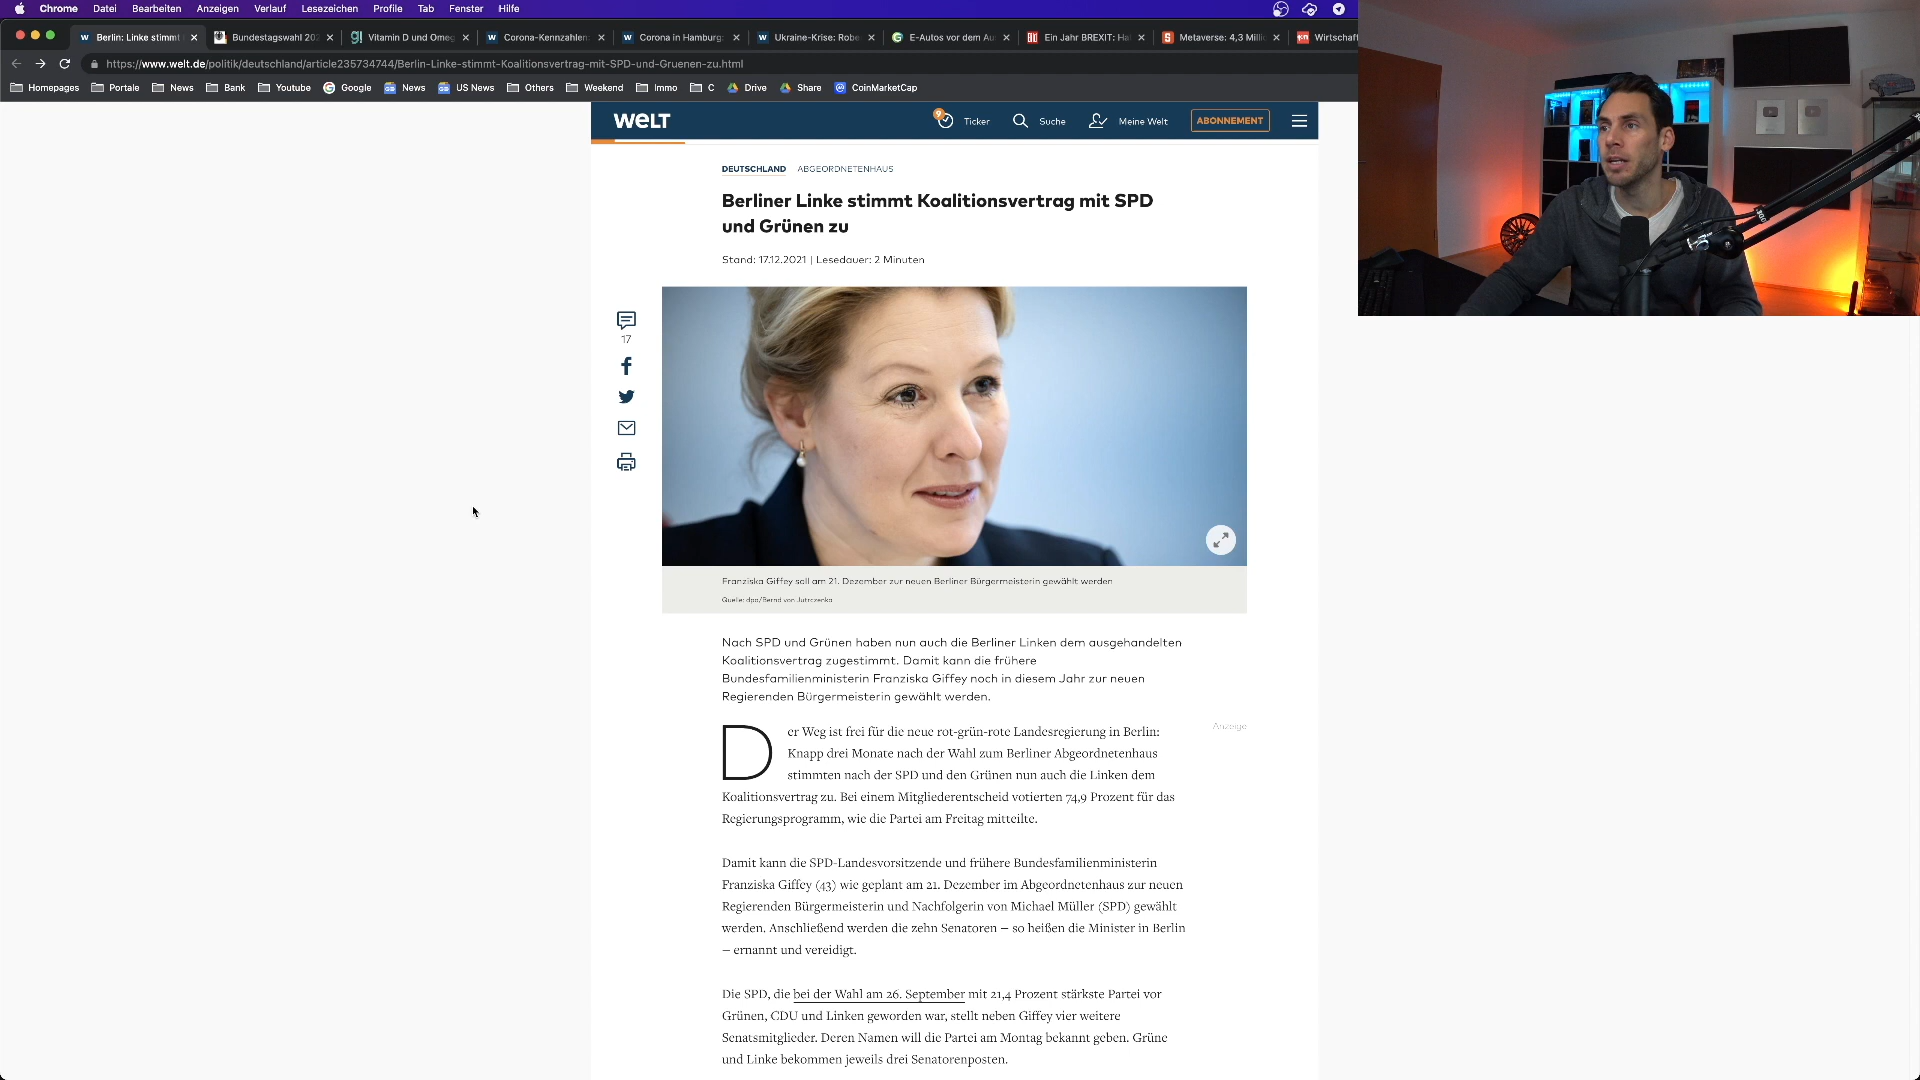 Chrome Datei Bearbeiten Anzeigen Verlauf Lesezeichen Profile Tab Fenster Hilfe
Berlin: Linke stimmt
Bundestagswahl 202
Vitamin D und Omeg
Corona-Kennzahlen:
Corona in Hamburg:
Ukraine-Krise: Robe
E-Autos vor dem Au
Ein Jahr BREXIT: Ha
Metaverse: 4,3 Milli
Wirtschaf
https://www.welt.de/politik/deutschland/article235734744/Berlin-Linke-stimmt-Koalitionsvertrag-mit-SPD-und-Gruenen-zu.html
Homepages Portale News Bank Youtube Google News US News Others Weekend Immo C Drive Share CoinMarketCap
WELT
9 Ticker Suche Meine Welt ABONNEMENT
DEUTSCHLAND ABGEORDNETENHAUS
Berliner Linke stimmt Koalitionsvertrag mit SPD
und Grünen zu
Stand: 17.12.2021 | Lesedauer: 2 Minuten
17
Franziska Giffey soll am 21. Dezember zur neuen Berliner Bürgermeisterin gewählt werden
Quelle: dpa/Bernd von Jutrczenka
Nach SPD und Grünen haben nun auch die Berliner Linken dem ausgehandelten
Koalitionsvertrag zugestimmt. Damit kann die frühere
Bundesfamilienministerin Franziska Giffey noch in diesem Jahr zur neuen
Regierenden Bürgermeisterin gewählt werden.
Anzeige
Der Weg ist frei für die neue rot-grün-rote Landesregierung in Berlin:
Knapp drei Monate nach der Wahl zum Berliner Abgeordnetenhaus
stimmten nach der SPD und den Grünen nun auch die Linken dem
Koalitionsvertrag zu. Bei einem Mitgliederentscheid votierten 74,9 Prozent für das
Regierungsprogramm, wie die Partei am Freitag mitteilte.
Damit kann die SPD-Landesvorsitzende und frühere Bundesfamilienministerin
Franziska Giffey (43) wie geplant am 21. Dezember im Abgeordnetenhaus zur neuen
Regierenden Bürgermeisterin und Nachfolgerin von Michael Müller (SPD) gewählt
werden. Anschließend werden die zehn Senatoren – so heißen die Minister in Berlin
– ernannt und vereidigt.
Die SPD, die bei der Wahl am 26. September mit 21,4 Prozent stärkste Partei vor
Grünen, CDU und Linken geworden war, stellt neben Giffey vier weitere
Senatsmitglieder. Deren Namen will die Partei am Montag bekannt geben. Grüne
und Linke bekommen jeweils drei Senatorenposten.